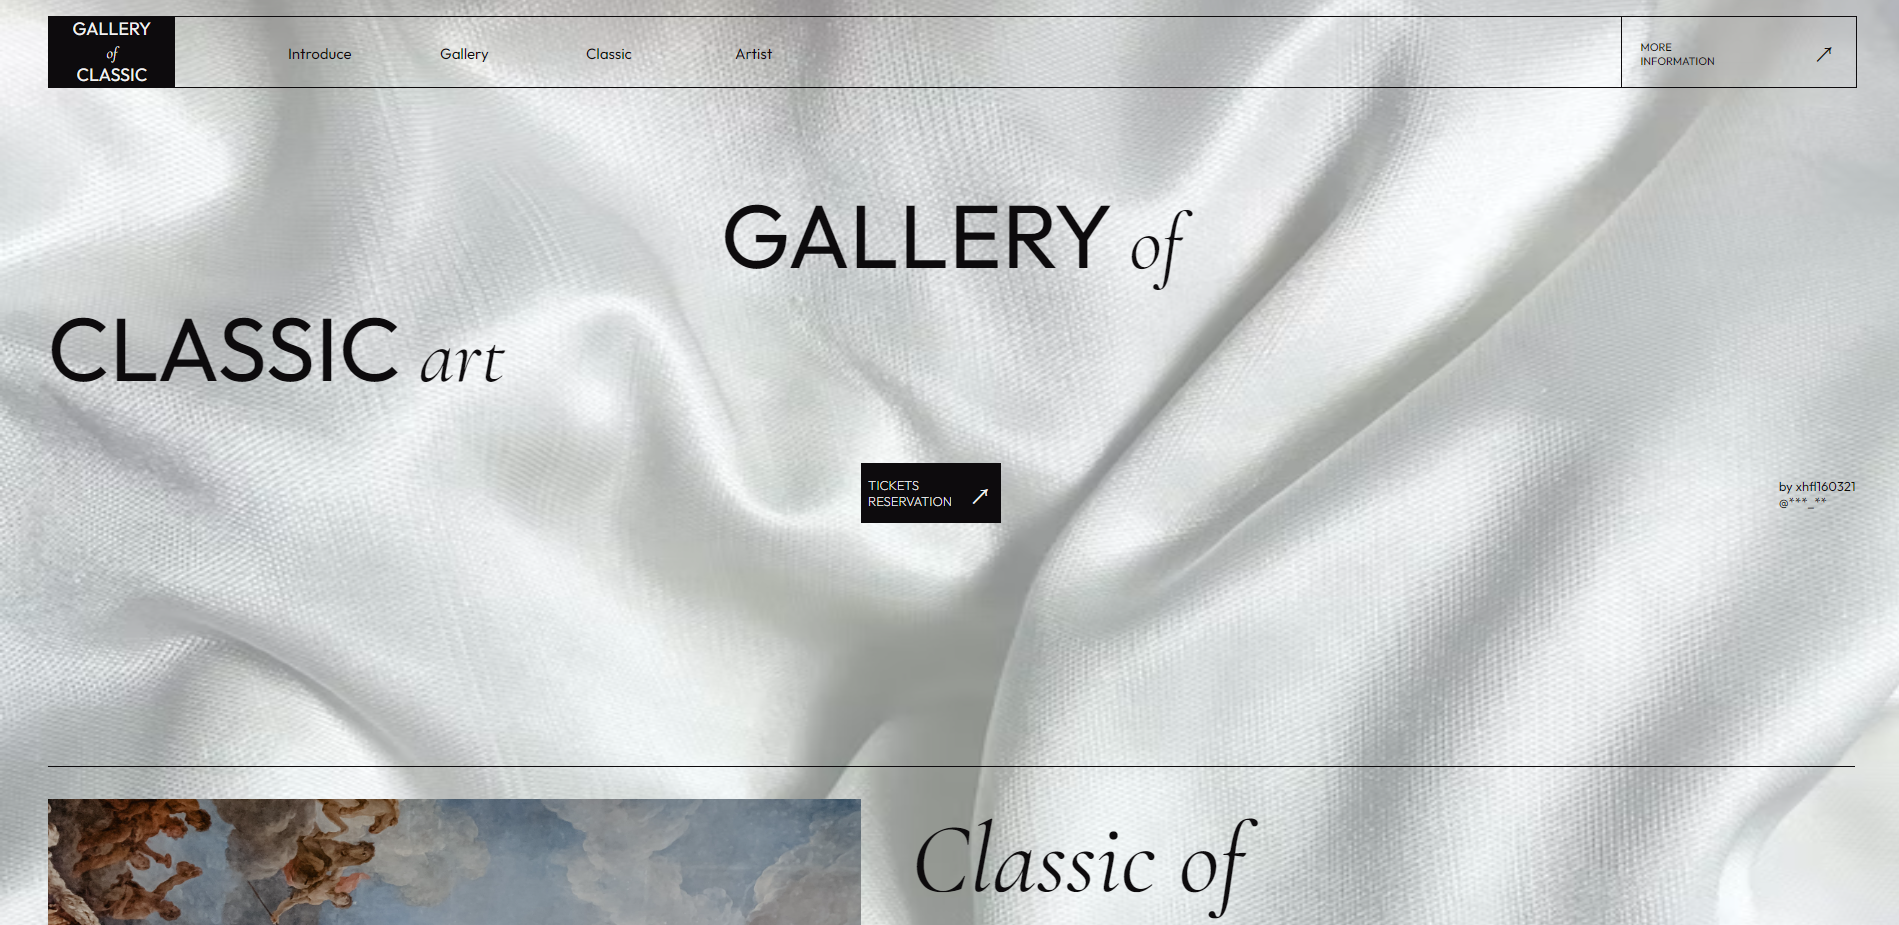 GALLERY
of
CLASSIC
Introduce
Gallery
Classic
Artist
MORE
INFORMATION
GALLERY of
CLASSIC art
TICKETS
RESERVATION
by xhfl160321
@***_**
Classic of